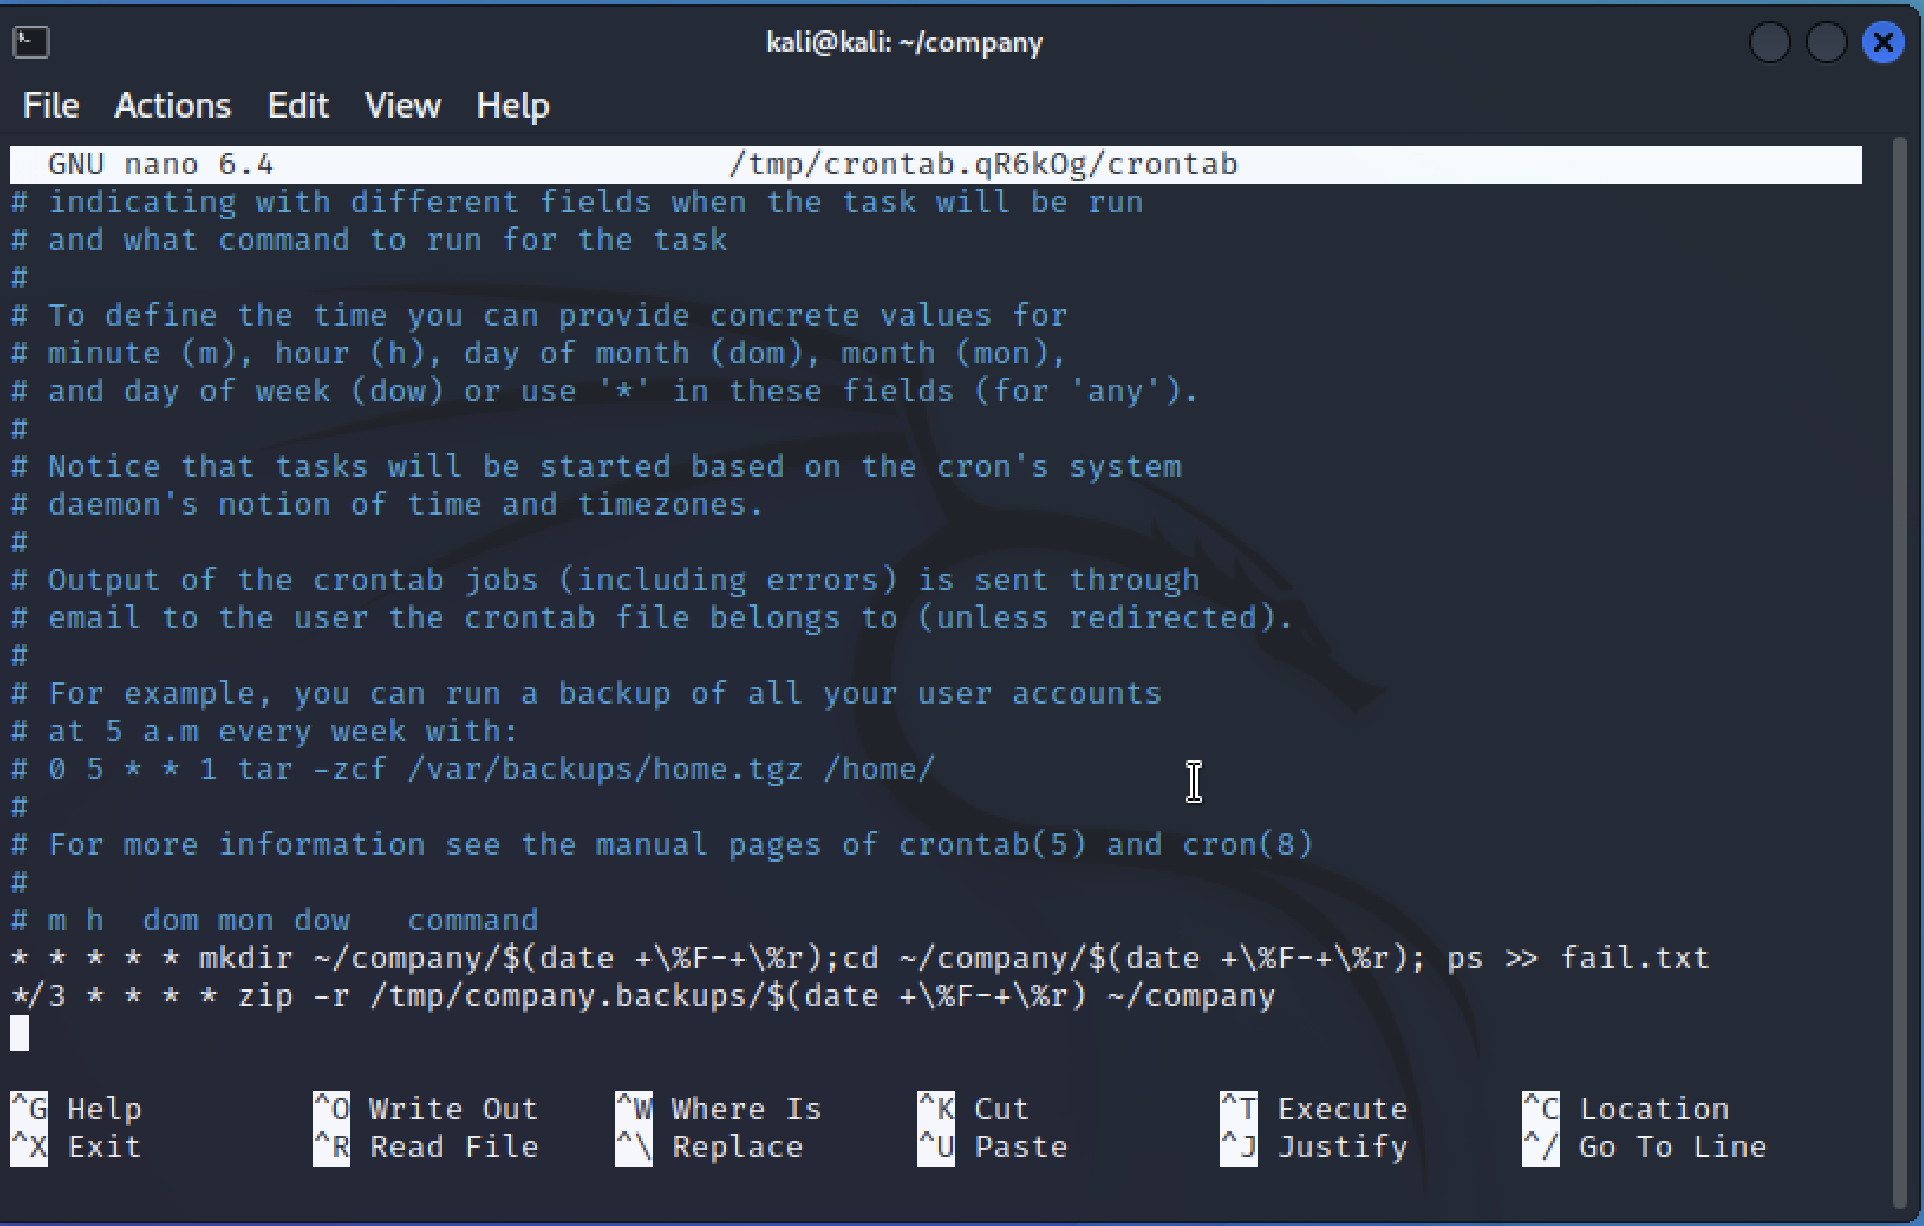 kali@kali: ~/company
File Actions Edit View Help
GNU nano 6.4 /tmp/crontab.qR6kOg/crontab
# indicating with different fields when the task will be run
# and what command to run for the task
#
# To define the time you can provide concrete values for
# minute (m), hour (h), day of month (dom), month (mon),
# and day of week (dow) or use '*' in these fields (for 'any').
#
# Notice that tasks will be started based on the cron's system
# daemon's notion of time and timezones.
#
# Output of the crontab jobs (including errors) is sent through
# email to the user the crontab file belongs to (unless redirected).
#
# For example, you can run a backup of all your user accounts
# at 5 a.m every week with:
# 0 5 * * 1 tar -zcf /var/backups/home.tgz /home/
#
# For more information see the manual pages of crontab(5) and cron(8)
#
# m h  dom mon dow   command
* * * * * mkdir ~/company/$(date +\%F-+\%r);cd ~/company/$(date +\%F-+\%r); ps >> fail.txt
*/3 * * * * zip -r /tmp/company.backups/$(date +\%F-+\%r) ~/company
^G Help ^O Write Out ^W Where Is ^K Cut ^T Execute ^C Location
^X Exit ^R Read File ^\ Replace ^U Paste ^J Justify ^/ Go To Line